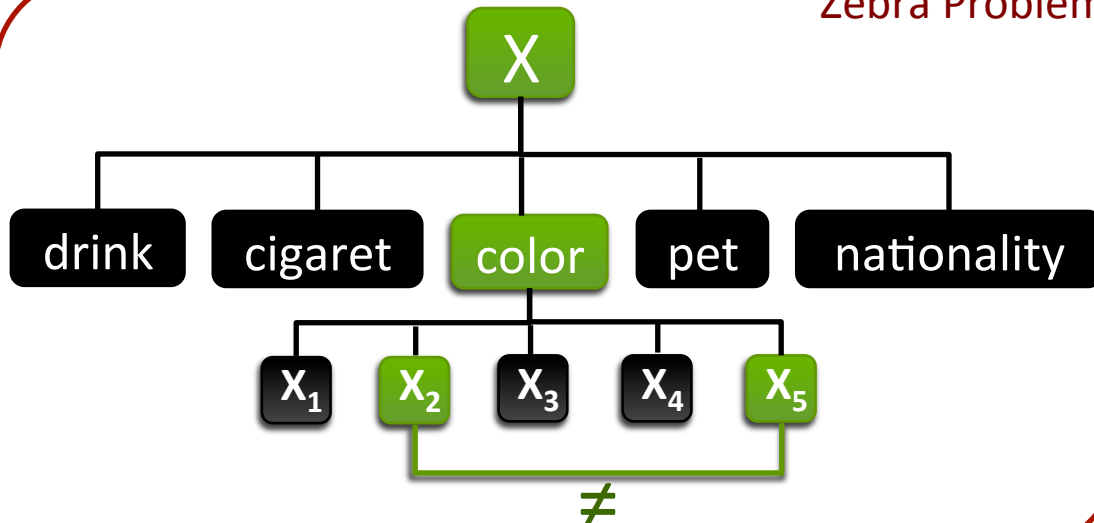 Zebra Problem
X
drink cigaret color pet nationality
X₁ X₂ X₃ X₄ X₅
≠